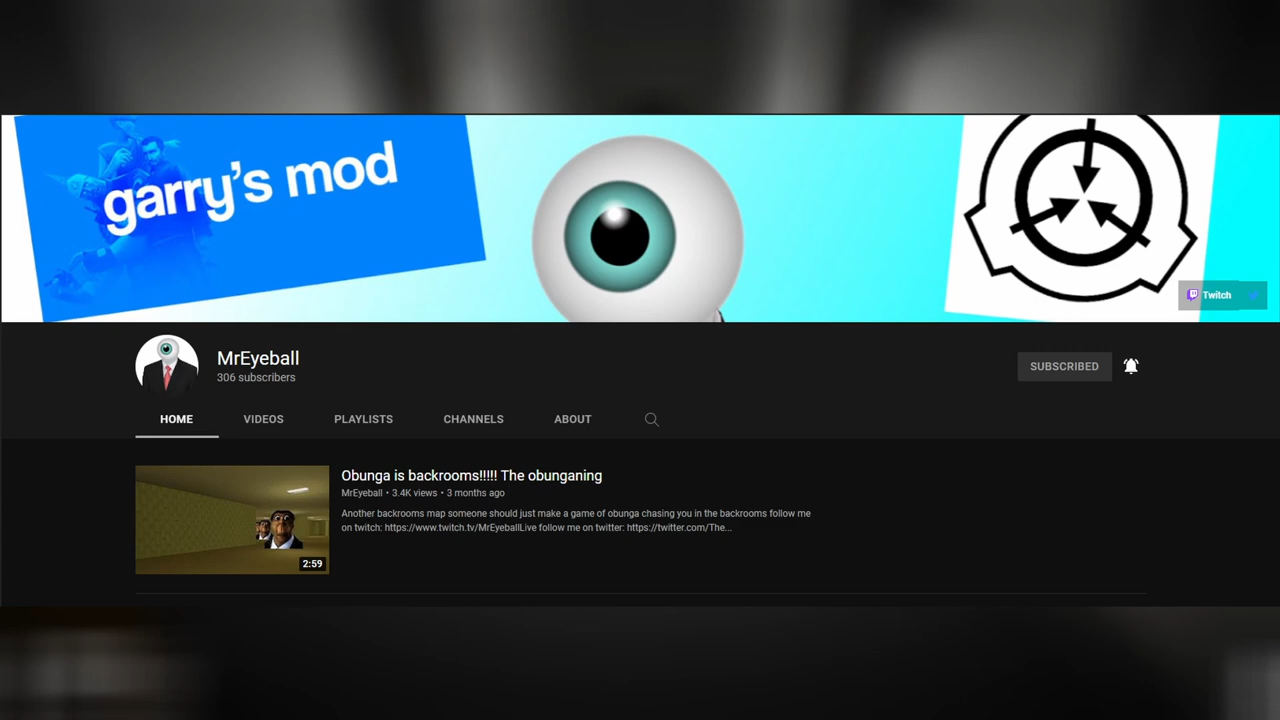 garry's mod
Twitch
MrEyeball
306 subscribers
SUBSCRIBED
HOME VIDEOS PLAYLISTS CHANNELS ABOUT
Obunga is backrooms!!!!! The obunganing
MrEyeball • 3.4K views • 3 months ago
Another backrooms map someone should just make a game of obunga chasing you in the backrooms follow me
on twitch: https://www.twitch.tv/MrEyeballLive follow me on twitter: https://twitter.com/The...
2:59